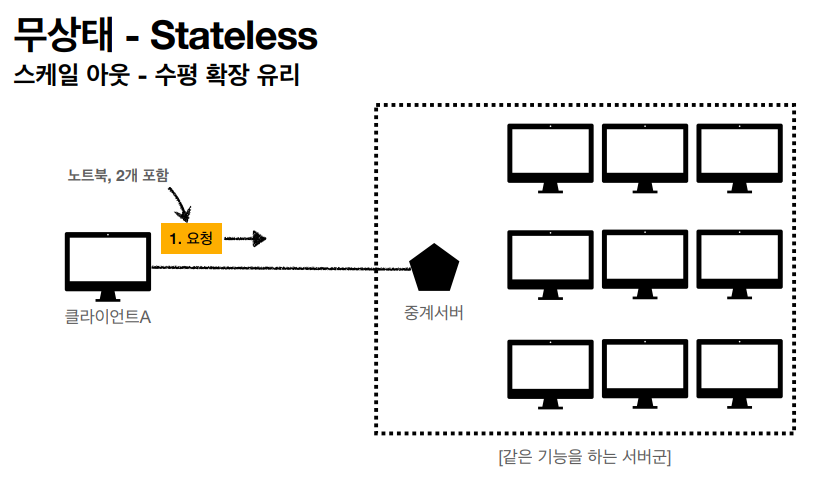 무상태 - Stateless
스케일 아웃 - 수평 확장 유리
노트북, 2개 포함
1. 요청
클라이언트A
중계서버
[같은 기능을 하는 서버군]